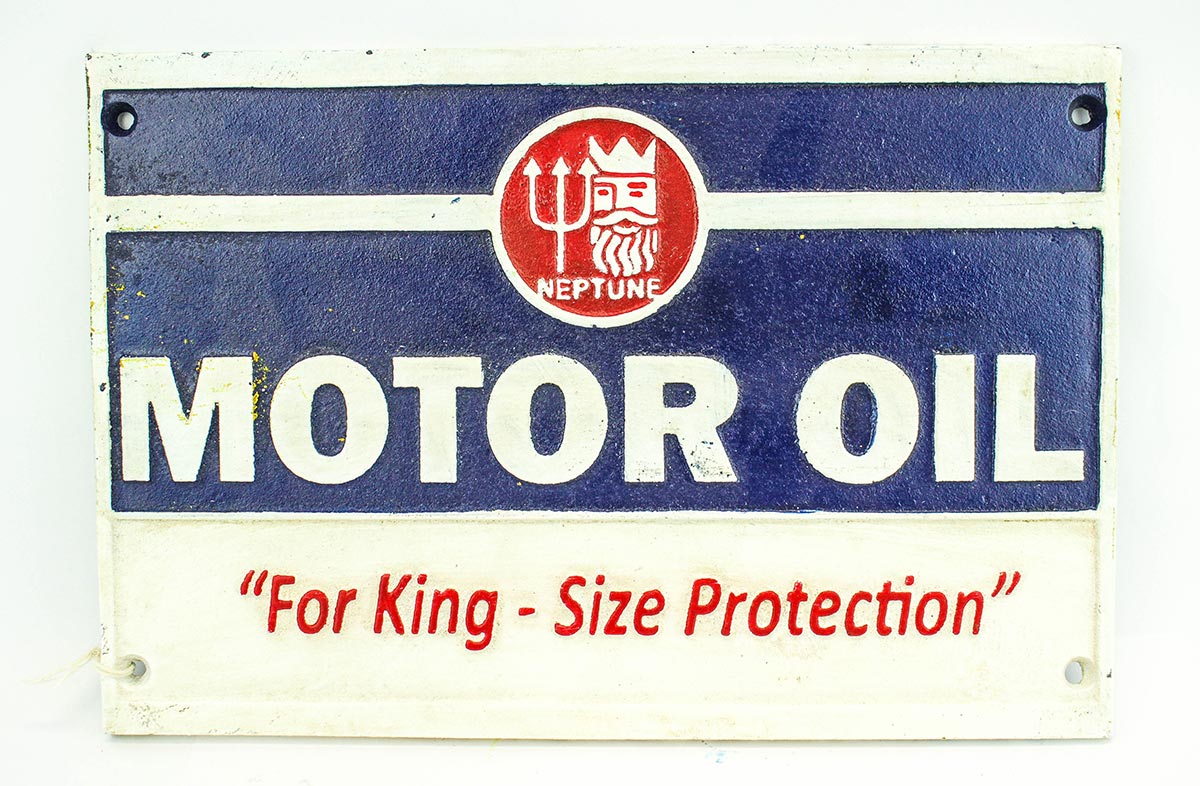 NEPTUNE
MOTOR OIL
“For King - Size Protection”